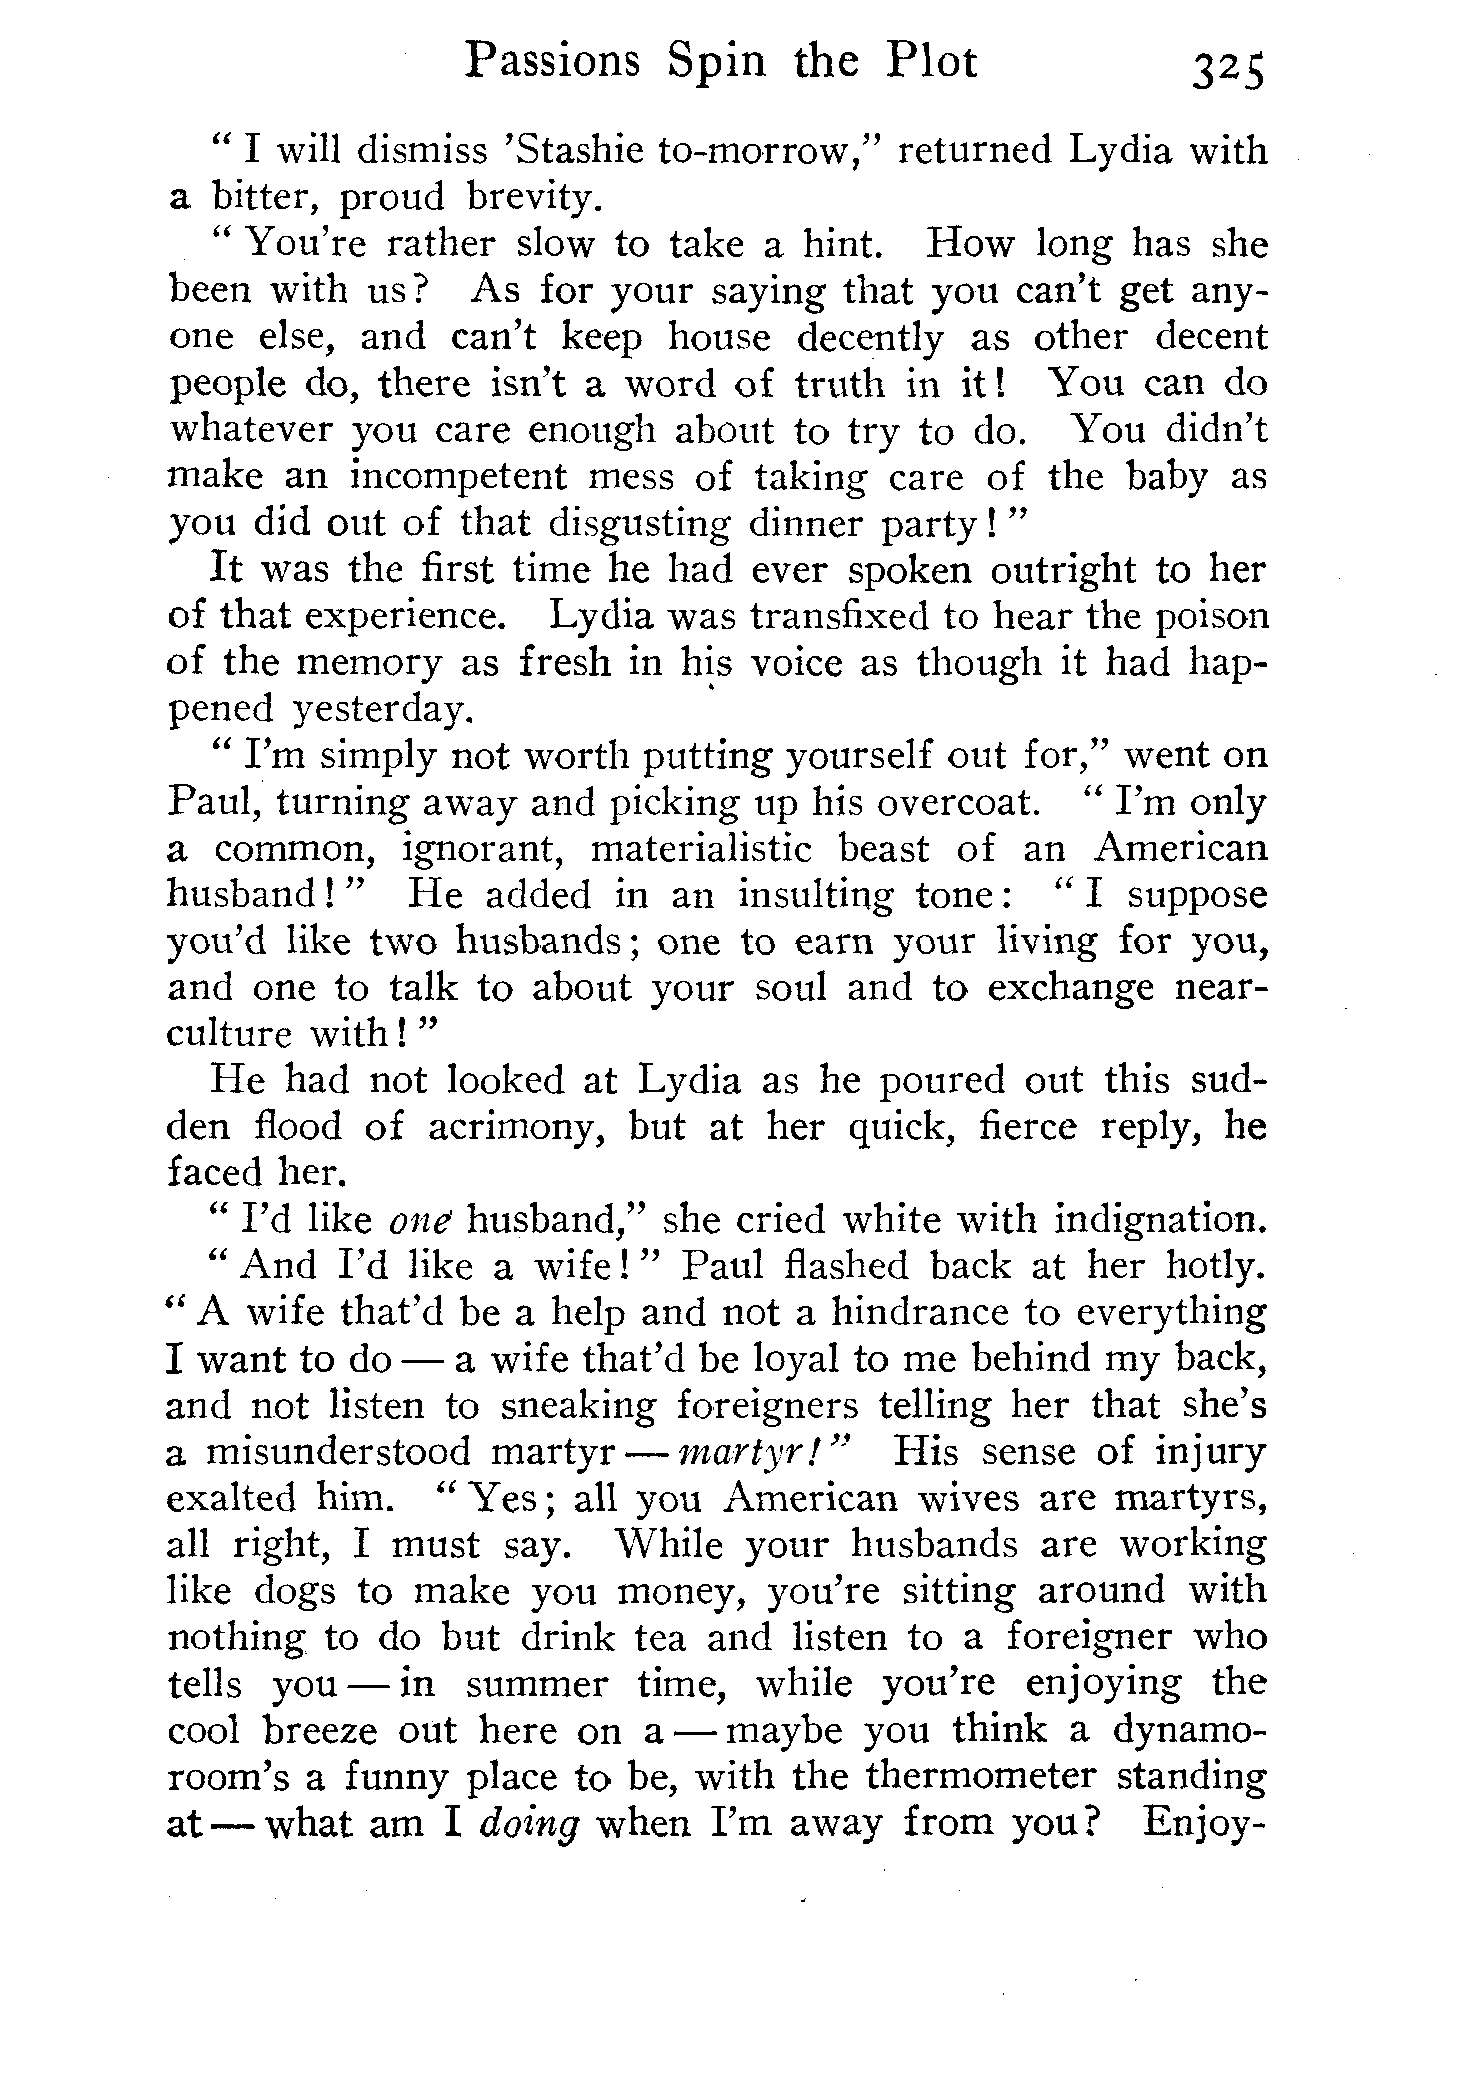 Passions Spin the Plot 325
" I will dismiss 'Stashie to-morrow," returned Lydia with
a bitter, proud brevity.
" You're rather slow to take a hint. How long has she
been with us? As for your saying that you can't get any-
one else, and can't keep house decently as other decent
people do, there isn't a word of truth in it! You can do
whatever you care enough about to try to do. You didn't
make an incompetent mess of taking care of the baby as
you did out of that disgusting dinner party! "
It was the first time he had ever spoken outright to her
of that experience. Lydia was transfixed to hear the poison
of the memory as fresh in his voice as though it had hap-
pened yesterday.
" I'm simply not worth putting yourself out for," went on
Paul, turning away and picking up his overcoat. " I'm only
a common, ignorant, materialistic beast of an American
husband! " He added in an insulting tone: " I suppose
you'd like two husbands; one to earn your living for you,
and one to talk to about your soul and to exchange near-
culture with! "
He had not looked at Lydia as he poured out this sud-
den flood of acrimony, but at her quick, fierce reply, he
faced her.
" I'd like one husband," she cried white with indignation.
" And I'd like a wife! " Paul flashed back at her hotly.
" A wife that'd be a help and not a hindrance to everything
I want to do — a wife that'd be loyal to me behind my back,
and not listen to sneaking foreigners telling her that she's
a misunderstood martyr — martyr! " His sense of injury
exalted him. " Yes; all you American wives are martyrs,
all right, I must say. While your husbands are working
like dogs to make you money, you're sitting around with
nothing to do but drink tea and listen to a foreigner who
tells you — in summer time, while you're enjoying the
cool breeze out here on a — maybe you think a dynamo-
room's a funny place to be, with the thermometer standing
at — what am I doing when I'm away from you? Enjoy-